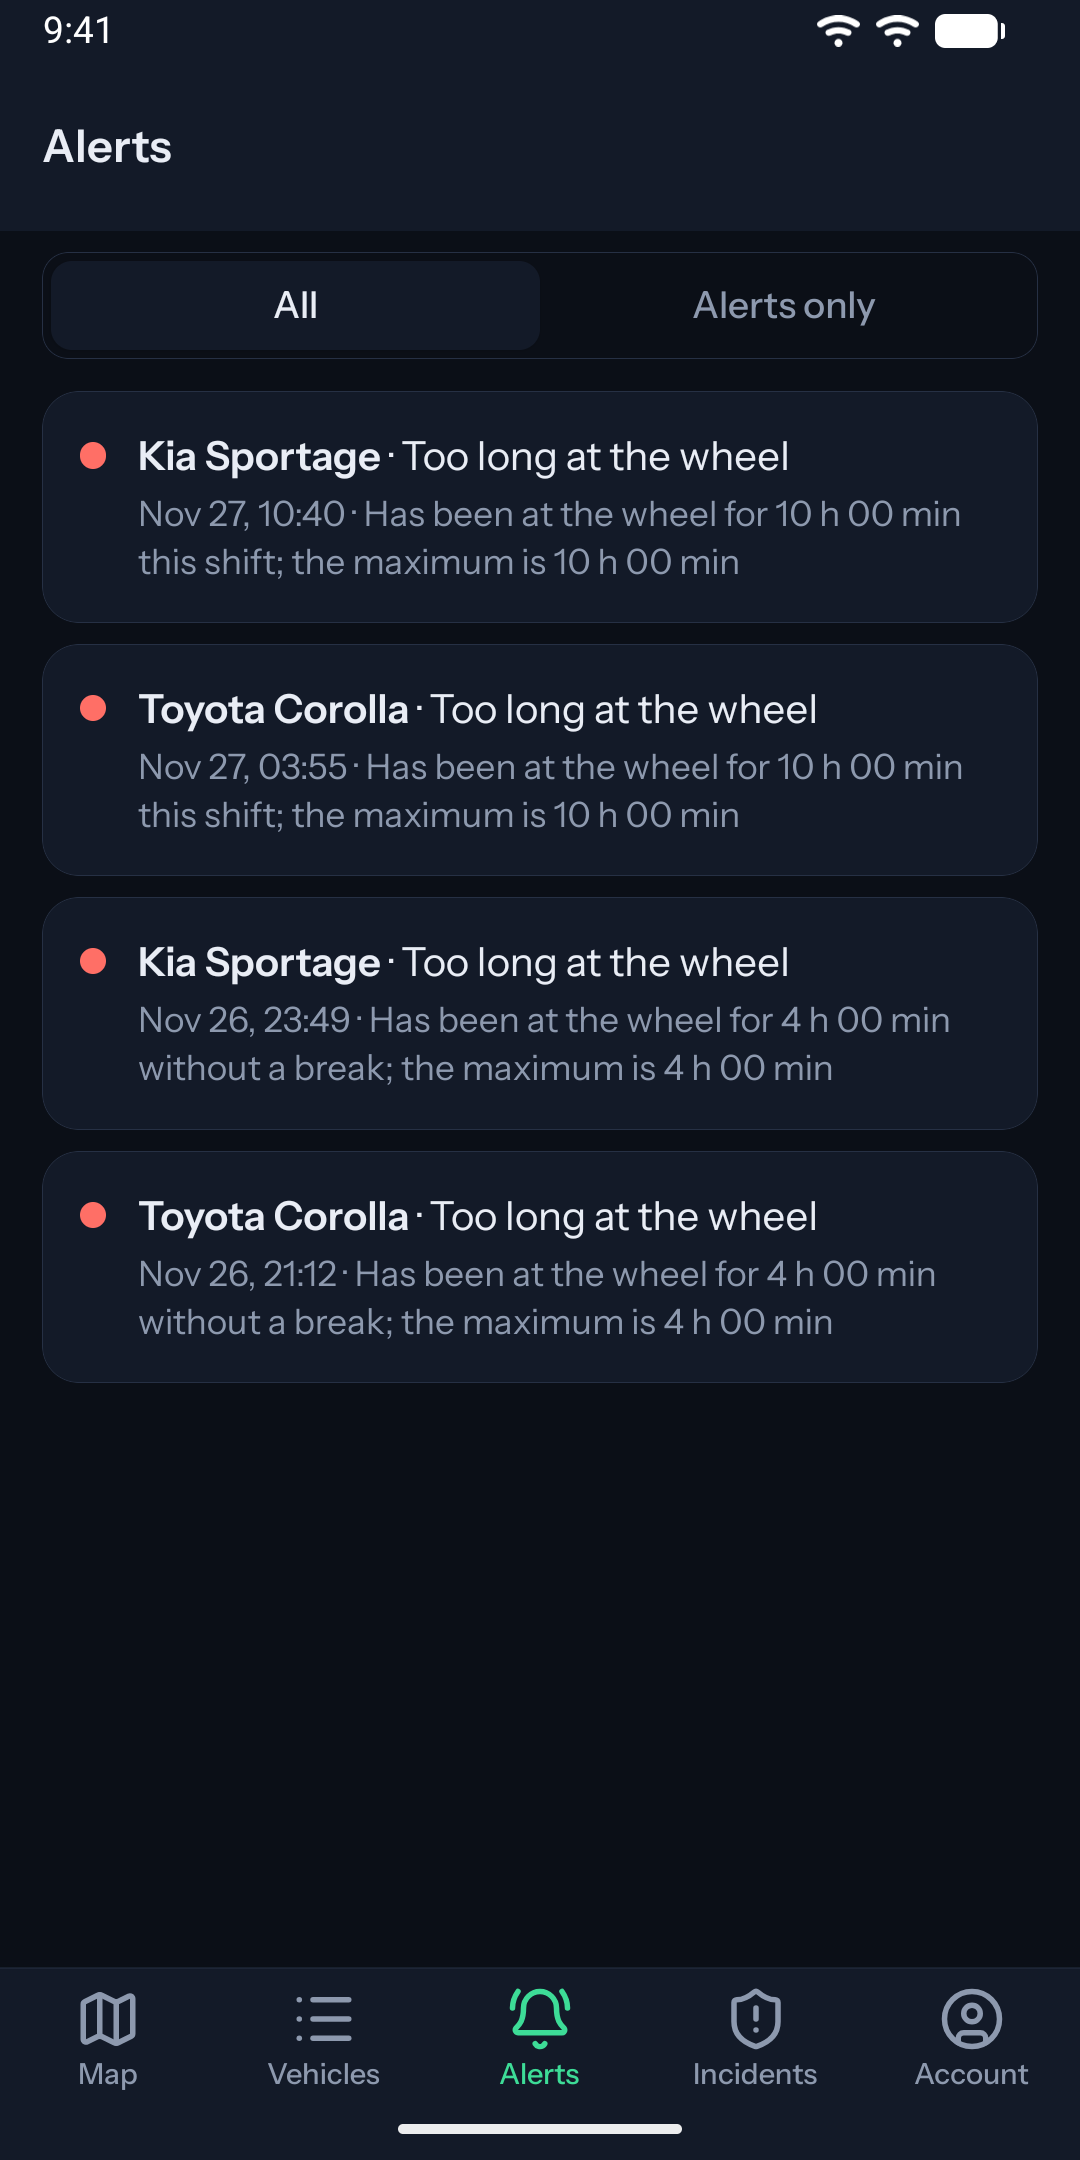 9:41
Alerts
All
Alerts only
Kia Sportage · Too long at the wheel
Nov 27, 10:40 · Has been at the wheel for 10 h 00 min
this shift; the maximum is 10 h 00 min
Toyota Corolla · Too long at the wheel
Nov 27, 03:55 · Has been at the wheel for 10 h 00 min
this shift; the maximum is 10 h 00 min
Kia Sportage · Too long at the wheel
Nov 26, 23:49 · Has been at the wheel for 4 h 00 min
without a break; the maximum is 4 h 00 min
Toyota Corolla · Too long at the wheel
Nov 26, 21:12 · Has been at the wheel for 4 h 00 min
without a break; the maximum is 4 h 00 min
Map
Vehicles
Alerts
Incidents
Account